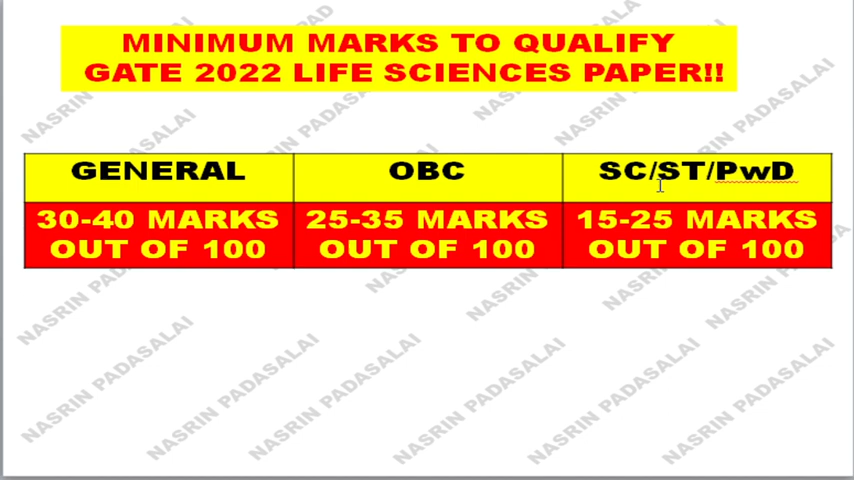 MINIMUM MARKS TO QUALIFY
GATE 2022 LIFE SCIENCES PAPER!!
GENERAL OBC SC/ST/PwD
30-40 MARKS 25-35 MARKS 15-25 MARKS
OUT OF 100 OUT OF 100 OUT OF 100
NASRIN PADASALAI